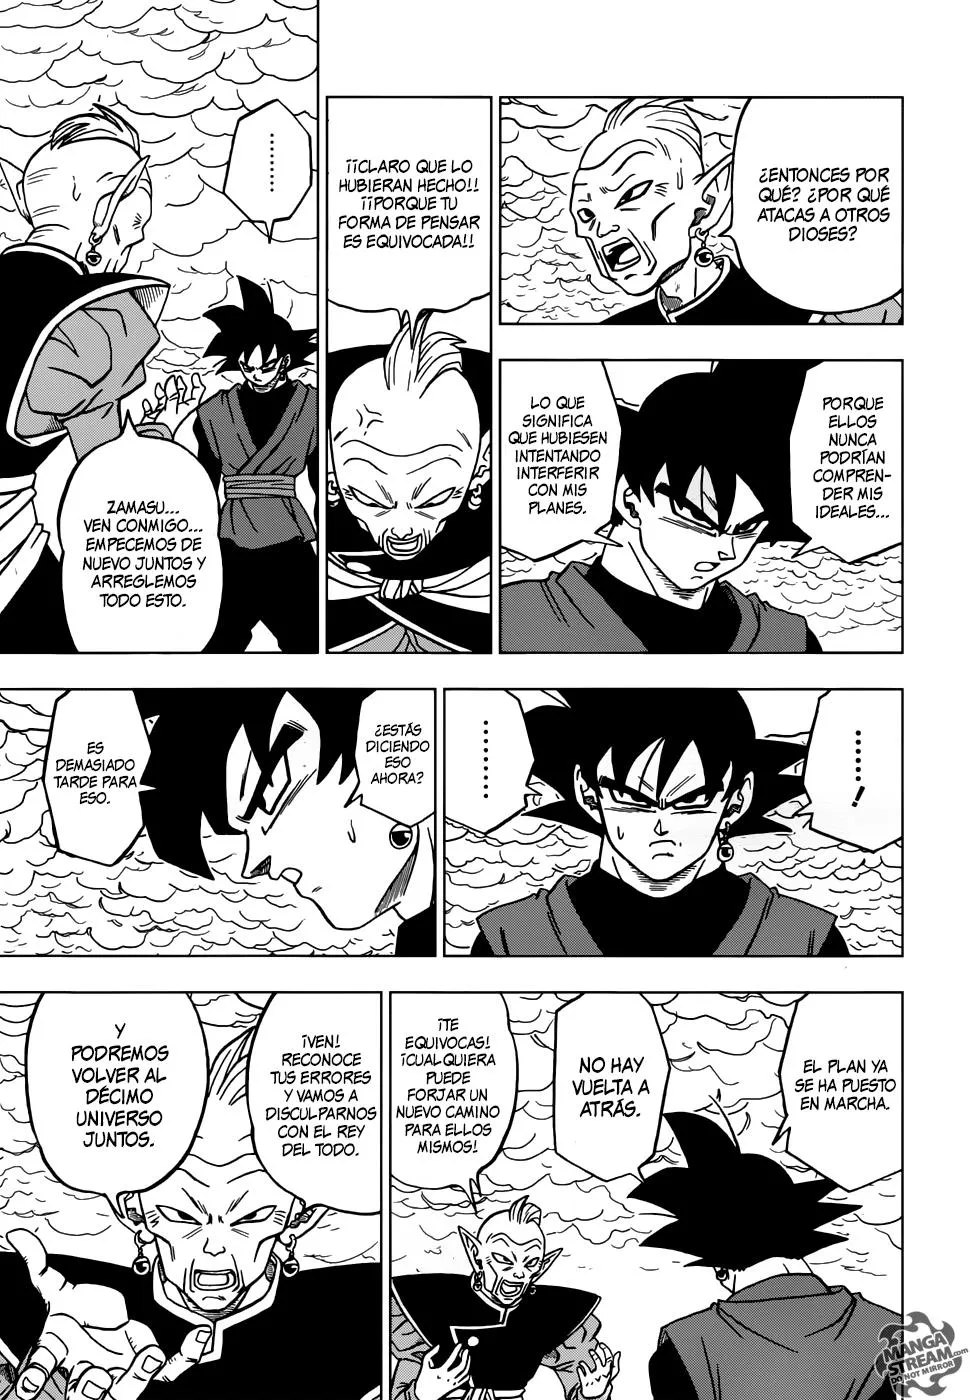 ¿ENTONCES POR
QUÉ? ¿POR QUÉ
ATACAS A OTROS
DIOSES?
PORQUE
ELLOS
NUNCA
PODRÍAN
COMPREN-
DER MIS
IDEALES...
LO QUE
SIGNIFICA
QUE HUBIESEN
INTENTANDO
INTERFERIR
CON MIS
PLANES.
¡¡CLARO QUE LO
HUBIERAN HECHO!!
¡¡PORQUE TU
FORMA DE PENSAR
ES EQUIVOCADA!!
.......
ZAMASU...
VEN CONMIGO...
EMPECEMOS DE
NUEVO JUNTOS Y
ARREGLEMOS
TODO ESTO.
...!
......
¿ESTÁS
DICIENDO
ESO
AHORA?
ES
DEMASIADO
TARDE PARA
ESO.
EL PLAN YA
SE HA PUESTO
EN MARCHA.
NO HAY
VUELTA A
ATRÁS.
¡TE
EQUIVOCAS!
¡CUALQUIERA
PUEDE
FORJAR UN
NUEVO CAMINO
PARA ELLOS
MISMOS!
¡VEN!
RECONOCE
TUS ERRORES
Y VAMOS A
DISCULPARNOS
CON EL REY
DEL TODO.
Y
PODREMOS
VOLVER AL
DÉCIMO
UNIVERSO
JUNTOS.
MANGA
STREAM.com
DO NOT MIRROR